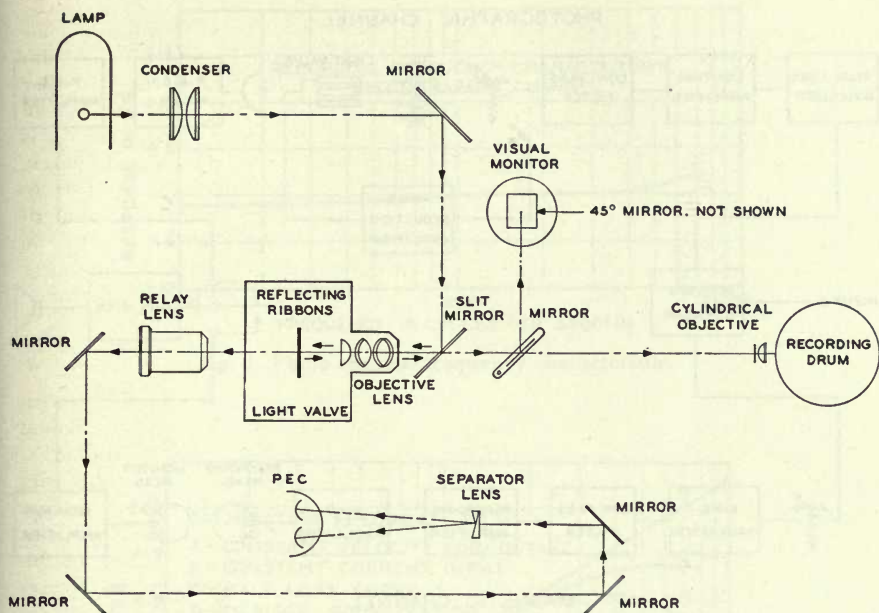 LAMP
CONDENSER
MIRROR
VISUAL
MONITOR
45° MIRROR. NOT SHOWN
RELAY
LENS
REFLECTING
RIBBONS
SLIT
MIRROR
MIRROR
CYLINDRICAL
OBJECTIVE
MIRROR
RECORDING
DRUM
OBJECTIVE
LENS
LIGHT VALVE
PEC
SEPARATOR
LENS
MIRROR
MIRROR
MIRROR